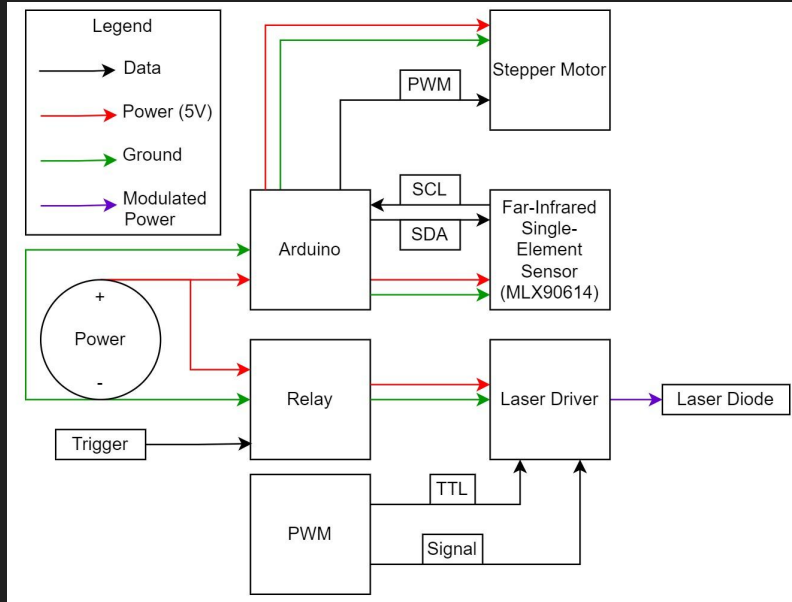 Legend
Data
Power (5V)
Ground
Modulated
Power
Stepper Motor
PWM
SCL
SDA
Arduino
Far-Infrared
Single-
Element
Sensor
(MLX90614)
+
Power
-
Relay
Laser Driver
Laser Diode
Trigger
PWM
TTL
Signal